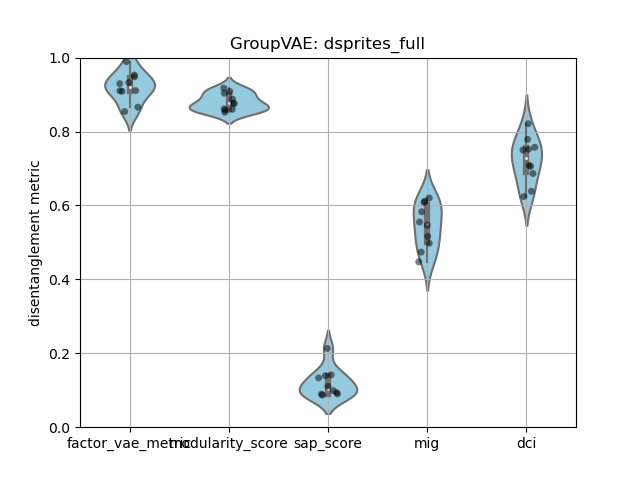 GroupVAE: dsprites_full
1.0
0.8
0.6
0.4
0.2
0.0
disentanglement metric
factor_vae_metric modularity_score sap_score mig dci